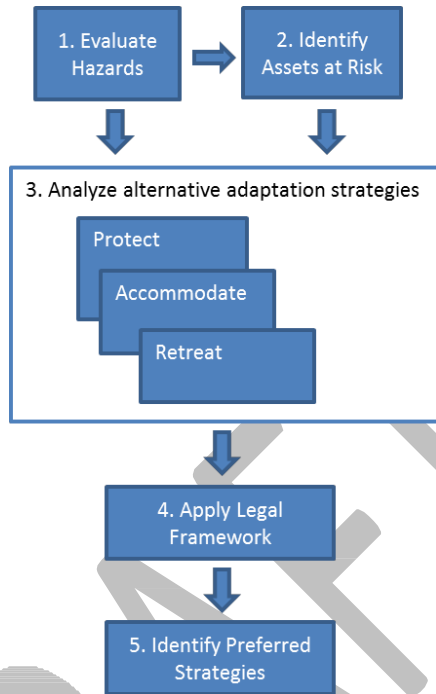 1. Evaluate
Hazards
2. Identify
Assets at Risk
3. Analyze alternative adaptation strategies
Protect
Accommodate
Retreat
4. Apply Legal
Framework
5. Identify Preferred
Strategies